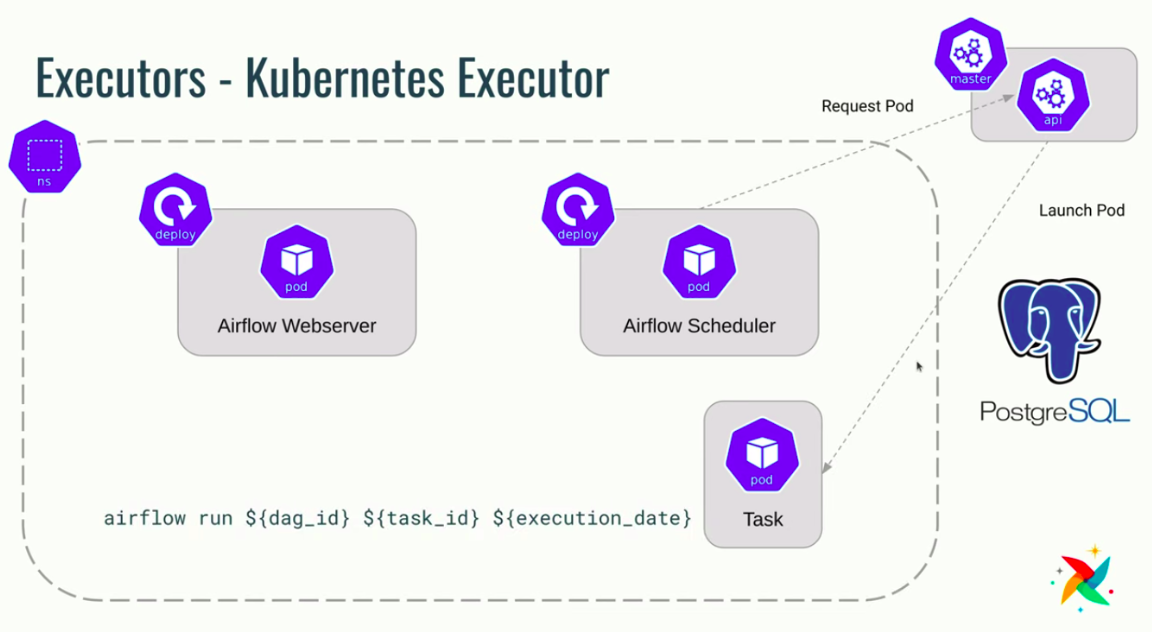 Executors - Kubernetes Executor
master
api
Request Pod
ns
deploy
deploy
pod
pod
Launch Pod
Airflow Webserver
Airflow Scheduler
PostgreSQL
pod
airflow run ${dag_id} ${task_id} ${execution_date}
Task